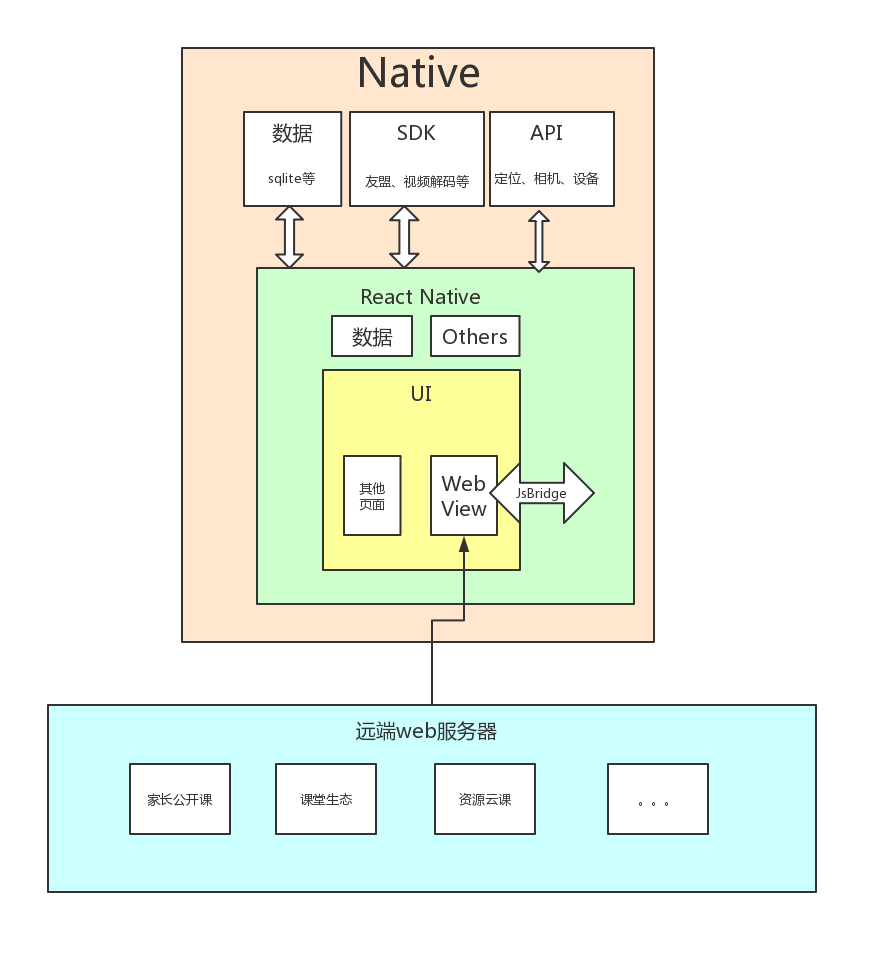 Native
数据
SDK
API
sqlite等
友盟、视频解码等
定位、相机、设备
React Native
数据
Others
UI
其他
页面
Web
View
JsBridge
远端web服务器
家长公开课
课堂生态
资源云课
。。。